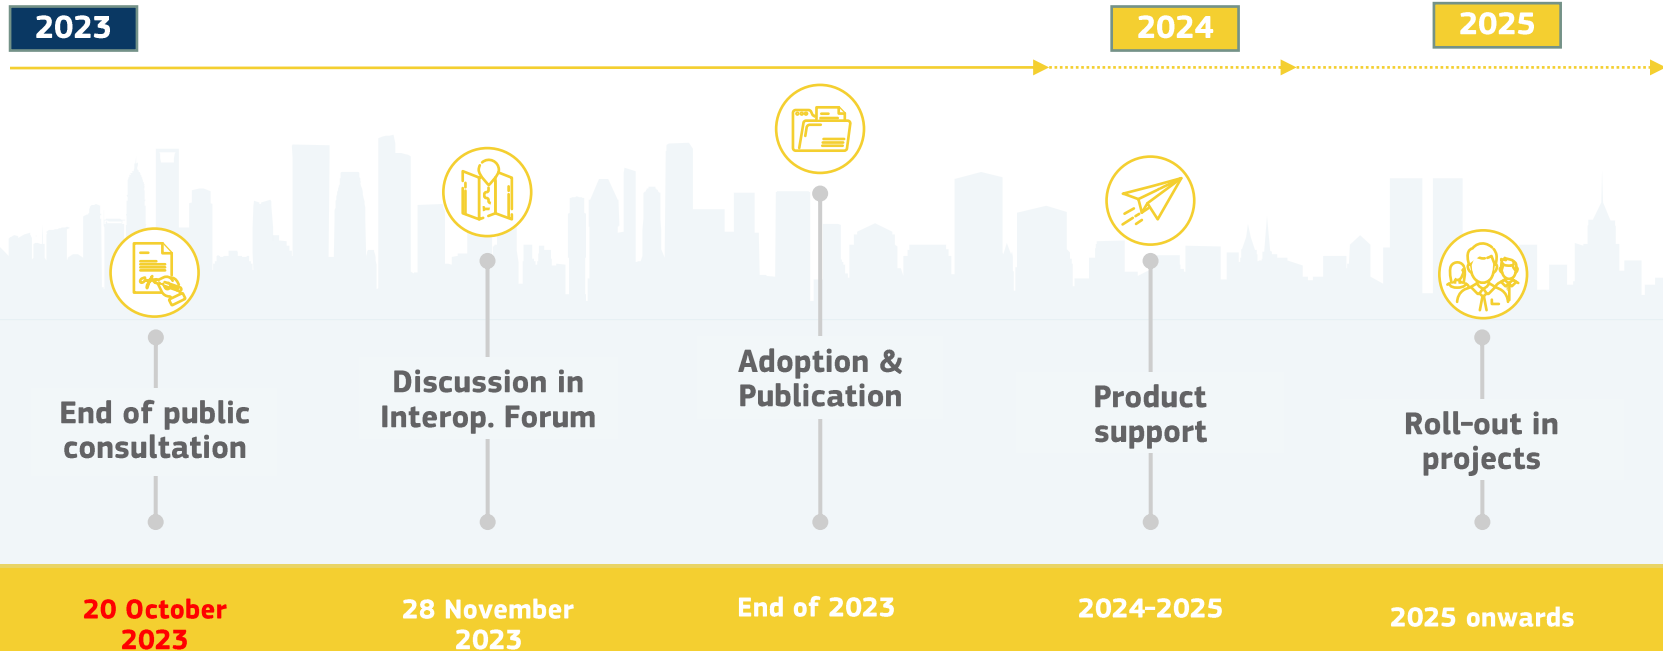 2023
2024
2025
End of public
consultation
Discussion in
Interop. Forum
Adoption &
Publication
Product
support
Roll-out in
projects
20 October
2023
28 November
2023
End of 2023
2024-2025
2025 onwards